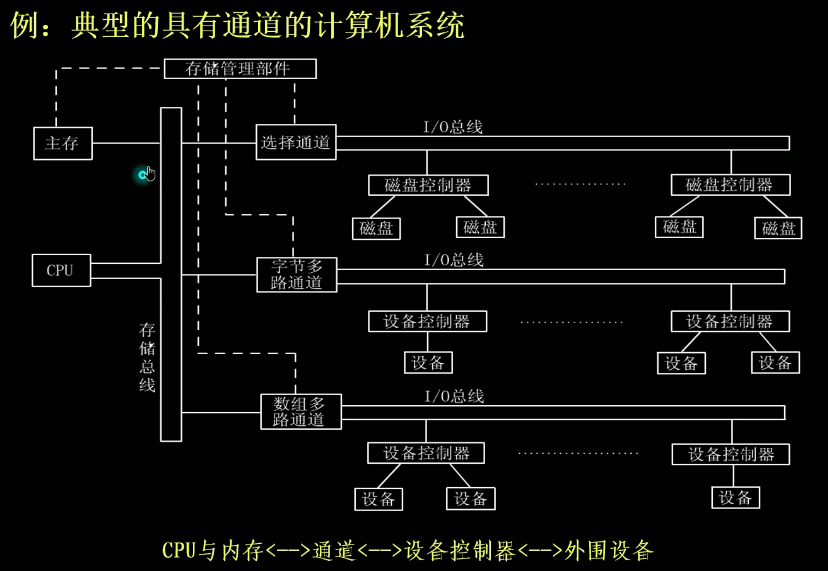 例：典型的具有通道的计算机系统
存储管理部件
主存
选择通道
I/O总线
磁盘控制器
磁盘控制器
磁盘
磁盘
磁盘
磁盘
CPU
字节多
路通道
I/O总线
设备控制器
设备控制器
设备
设备
设备
存
储
总
线
数组多
路通道
I/O总线
设备控制器
设备控制器
设备
设备
设备
CPU与内存<-->通道<-->设备控制器<-->外围设备